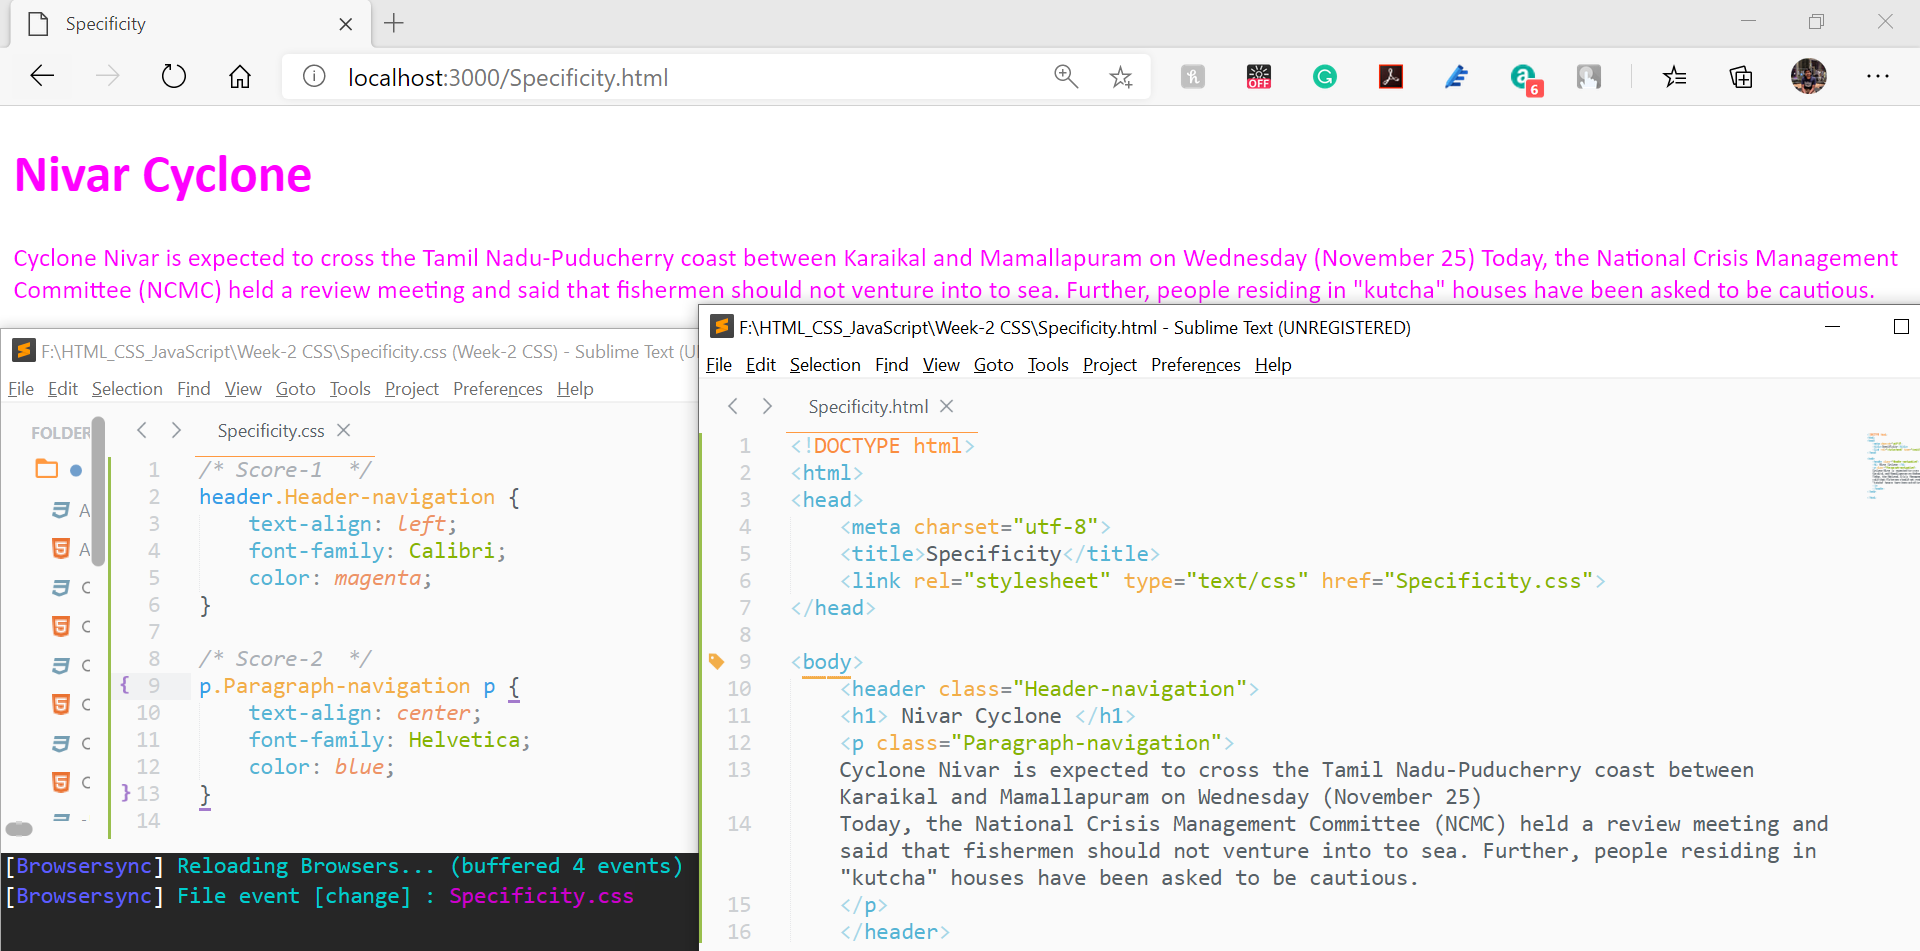 Specificity
localhost:3000/Specificity.html
OFF
6
Nivar Cyclone
Cyclone Nivar is expected to cross the Tamil Nadu-Puducherry coast between Karaikal and Mamallapuram on Wednesday (November 25) Today, the National Crisis Management
Committee (NCMC) held a review meeting and said that fishermen should not venture into to sea. Further, people residing in "kutcha" houses have been asked to be cautious.
F:\HTML_CSS_JavaScript\Week-2 CSS\Specificity.css (Week-2 CSS) - Sublime Text (U
File Edit Selection Find View Goto Tools Project Preferences Help
FOLDER
Specificity.css
1 /* Score-1 */
2 header.Header-navigation {
3 text-align: left;
4 font-family: Calibri;
5 color: magenta;
6 }
7
8 /* Score-2 */
9 p.Paragraph-navigation p {
10 text-align: center;
11 font-family: Helvetica;
12 color: blue;
13 }
14
[Browsersync] Reloading Browsers... (buffered 4 events)
[Browsersync] File event [change] : Specificity.css
F:\HTML_CSS_JavaScript\Week-2 CSS\Specificity.html - Sublime Text (UNREGISTERED)
File Edit Selection Find View Goto Tools Project Preferences Help
Specificity.html
1 <!DOCTYPE html>
2 <html>
3 <head>
4 <meta charset="utf-8">
5 <title>Specificity</title>
6 <link rel="stylesheet" type="text/css" href="Specificity.css">
7 </head>
8
9 <body>
10 <header class="Header-navigation">
11 <h1> Nivar Cyclone </h1>
12 <p class="Paragraph-navigation">
13 Cyclone Nivar is expected to cross the Tamil Nadu-Puducherry coast between
Karaikal and Mamallapuram on Wednesday (November 25)
14 Today, the National Crisis Management Committee (NCMC) held a review meeting and
said that fishermen should not venture into to sea. Further, people residing in
"kutcha" houses have been asked to be cautious.
15 </p>
16 </header>